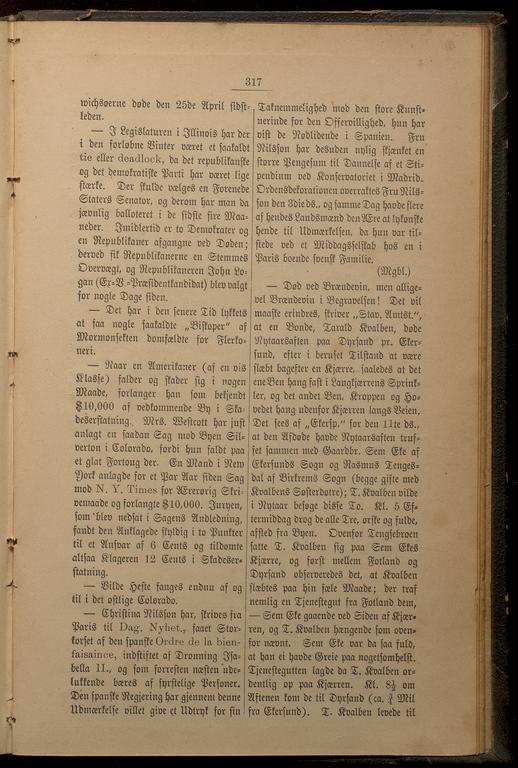 317
wichsøerne døde den 25de April sidst-
leden.
— I Legislaturen i Illinois har der
i den forløbne Vinter været et saakaldt
tie eller deadlock, da det republikanske
og det demokratiske Parti har været lige
stærke. Der skulde vælges en Forenede
Staters Senator, og derom har man da
jævnlig balloteret i de sidste fire Maa-
neder. Imidlertid er to Demokrater og
en Republikaner afgangne ved Døden;
derved fik Republikanerne en Stemmes
Overvægt, og Republikaneren John Lo-
gan (Ex-V.-Præsidentkandidat) blev valgt
for nogle Dage siden.
— Det har i den senere Tid lykkets
at faa nogle saakaldte „Biskoper" af
Mormonsekten domfældte for Flerko-
neri.
— Naar en Amerikaner (af en vis
Klasse) falder og skader sig i nogen
Maade, forlanger han som bekjendt
$10,000 af vedkommende By i Ska-
deserstatning. Mrs. Westcott har just
anlagt en saadan Sag mod Byen Sil-
verton i Colorado, fordi hun faldt paa
et glat Fortoug der. En Mand i New
York anlagde for et Par Aar siden Sag
mod N. Y. Times for Ærerørig Skri-
vemaade og forlangte $10,000. Juryen,
som blev nedsat i Sagens Anledning,
fandt den Anklagede skyldig i to Punkter
til et Ansvar af 6 Cents og tildømte
altsaa Klageren 12 Cents i Skadeser-
statning.
— Vilde Heste fanges endnu af og
til i det østlige Colorado.
— Christina Nilsson har, skrives fra
Paris til Dag. Nyhet., faaet Stor-
korset af den spanske Ordre de la bien-
faisaince, indstiftet af Dronning Isa-
bella II., og som forresten næsten ude-
lukkende bæres af fyrstelige Personer.
Den spanske Regjering har gjennem denne
Udmærkelse villet give et Udtryk for sin
Taknemmelighed mod den store Kunst-
nerinde for den Offervillighed, hun har
vist de Nødlidende i Spanien. Fru
Nilsson har desuden nylig skjænket en
større Pengesum til Dannelse af et Sti-
pendium ved Konservatoriet i Madrid.
Ordensdekorationen overraktes Fru Nils-
son den 3die ds., og samme Dag havde flere
af hendes Landsmænd den Ære at lykønske
hende til Udmærkelsen, da hun var til-
stede ved et Middagsselskab hos en i
Paris boende svensk Familie.
(Mgbl.)
— Død ved Brændevin, men allige-
vel Brændevin i Begravelsen! Det vil
maaske erindres, skriver „Stav. Amtst.",
at en Bonde, Tarald Kvalben, døde
Nytaarsaften paa Dyrsand pr. Eker-
sund, efter i beruset Tilstand at være
slæbt bagefter en Kjærre, saaledes at det
ene Ben hang fast i Langkjærrens Sprink-
ler, og det andet Ben, Kroppen og Ho-
vedet hang udenfor Kjærren langs Veien.
Det sees af „Ekersp." for den 11te ds.,
at den Afdøde havde Nytaarsaften truf-
fet sammen med Gaardbr. Sem Eke af
Ekersunds Sogn og Rasmus Tenges-
dal af Birkrems Sogn (begge gifte med
Kvalbens Søsterdøtre); T. Kvalben vilde
i Nytaar besøge disse To. Kl. 5 Ef-
termiddag drog de alle Tre, ørske og fulde,
afsted fra Byen. Ovenfor Tengsebroen
satte T. Kvalben sig paa Sem Ekes
Kjærre, og først mellem Fotland og
Dyrsand observeredes det, at Kvalben
slæbtes paa hin fæle Maade; der traf
nemlig en Tjenestegut fra Fotland dem,
— Sem Eke gaaende ved Siden af Kjær-
ren, og T. Kvalben hængende som oven-
for nævnt. Sem Eke var da saa fuld,
at han ei havde Greie paa nogetsomhelst.
Tjenestegutten lagde da T. Kvalben or-
dentlig op paa Kjærren. Kl. 8½ om
Aftenen kom de til Dyrsand (ca. ¾ Mil
fra Ekersund). T. Kvalben levede til